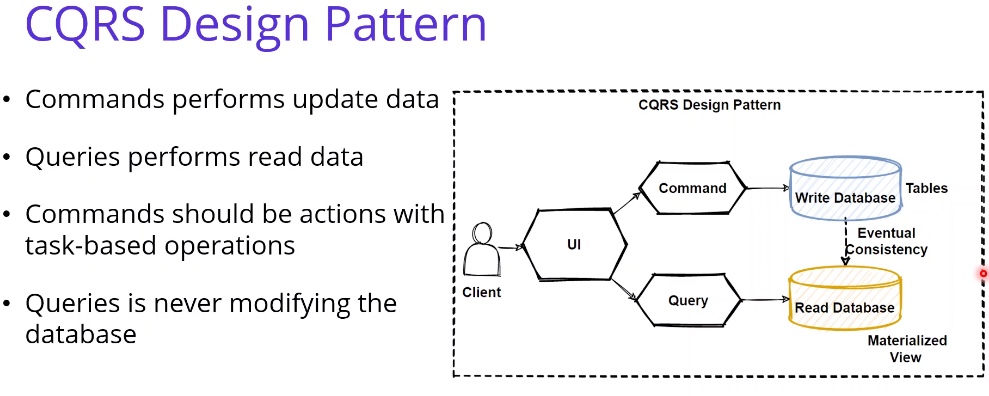 CQRS Design Pattern
• Commands performs update data
• Queries performs read data
• Commands should be actions with
task-based operations
• Queries is never modifying the
database
CQRS Design Pattern
Client
UI
Command
Query
Write Database
Tables
Eventual
Consistency
Read Database
Materialized
View